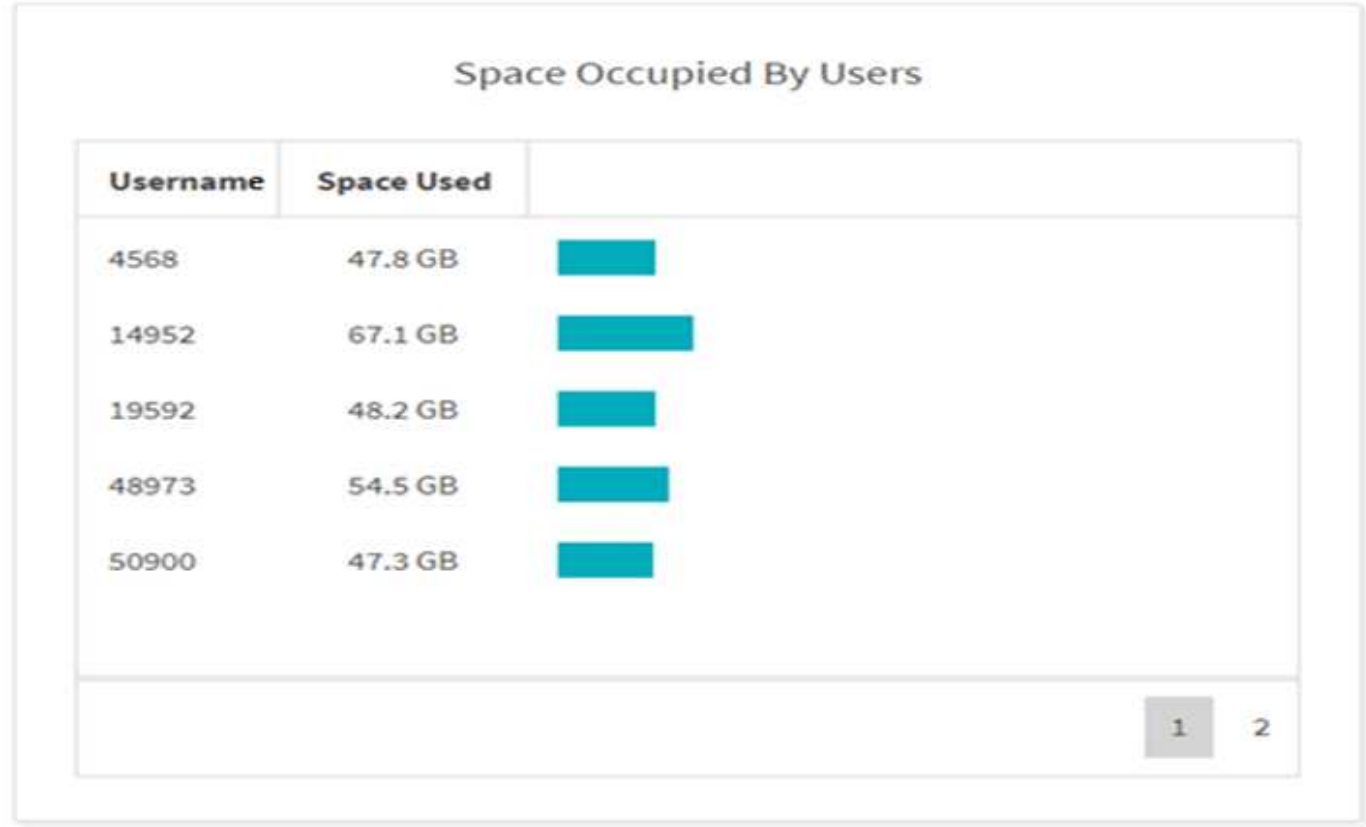 Space Occupied By Users
Username Space Used
4568 47.8 GB
14952 67.1 GB
19592 48.2 GB
48973 54.5 GB
50900 47.3 GB
1 2